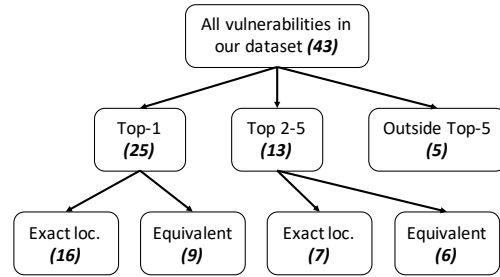 All vulnerabilities in
our dataset (43)
Top-1
(25)
Top 2-5
(13)
Outside Top-5
(5)
Exact loc.
(16)
Equivalent
(9)
Exact loc.
(7)
Equivalent
(6)